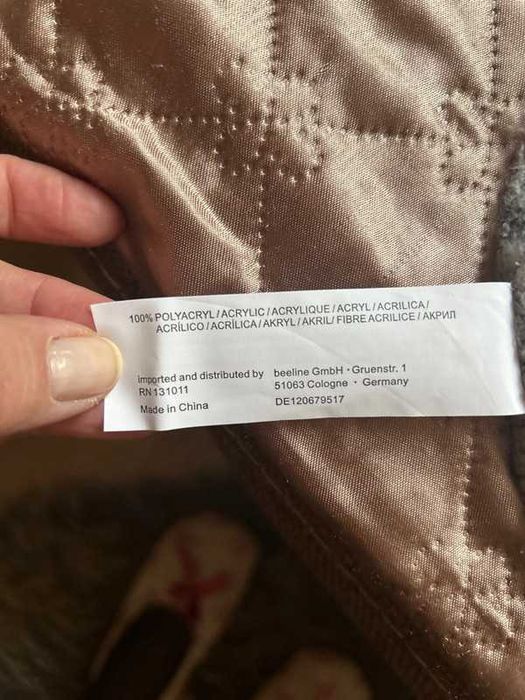 100% POLYACRYL / ACRYLIC / ACRYLIQUE / ACRYL / ACRILICA /
ACRÍLICO / ACRÍLICA / AKRYL / AKRIL / FIBRE ACRILICE / АКРИЛ
imported and distributed by beeline GmbH · Gruenstr. 1
RN 131011 51063 Cologne · Germany
Made in China DE120679517